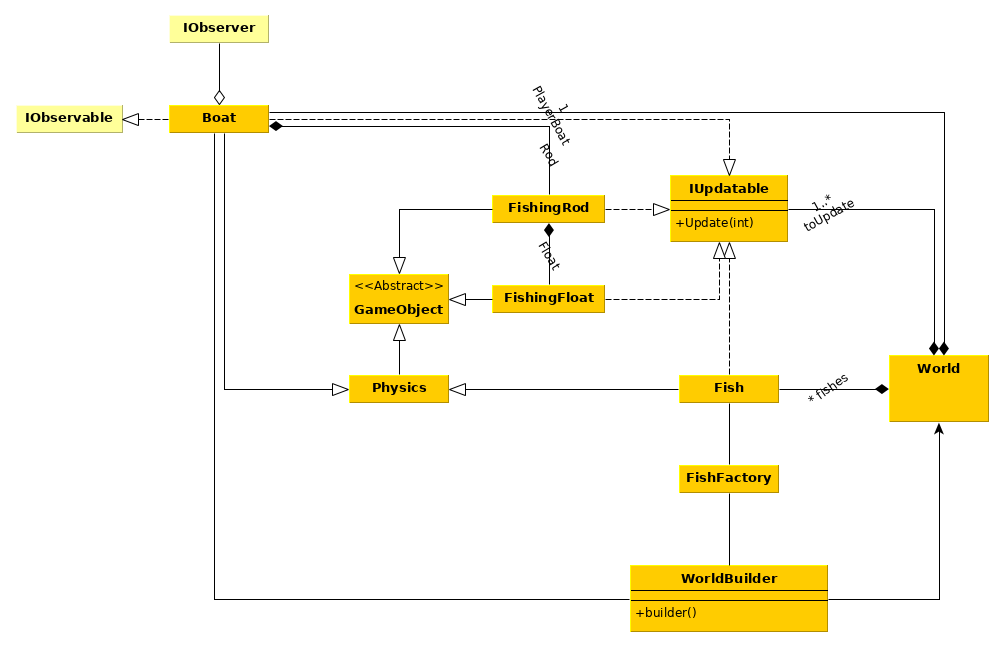 IObserver
IObservable
Boat
1
PlayerBoat
Rod
IUpdatable
+Update(int)
1..*
toUpdate
FishingRod
Float
<<Abstract>>
GameObject
FishingFloat
Physics
Fish
* fishes
World
FishFactory
WorldBuilder
+builder()